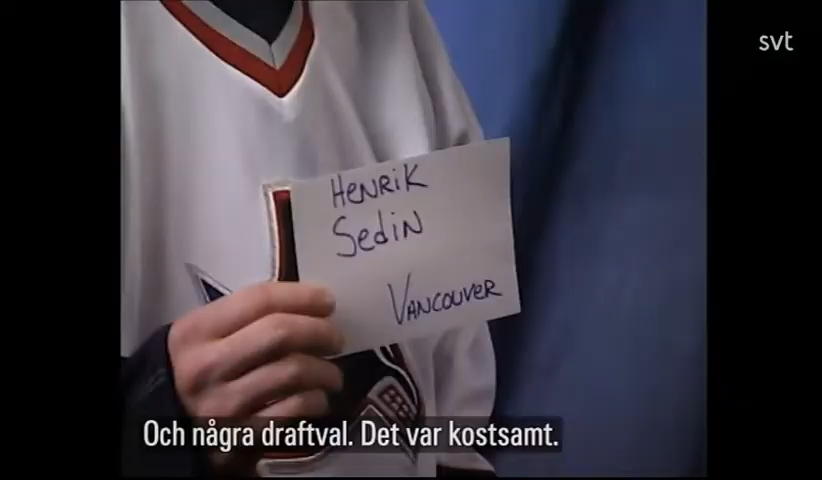 svt
HENRIK
Sedin
VANCOUVER
Och några draftval. Det var kostsamt.